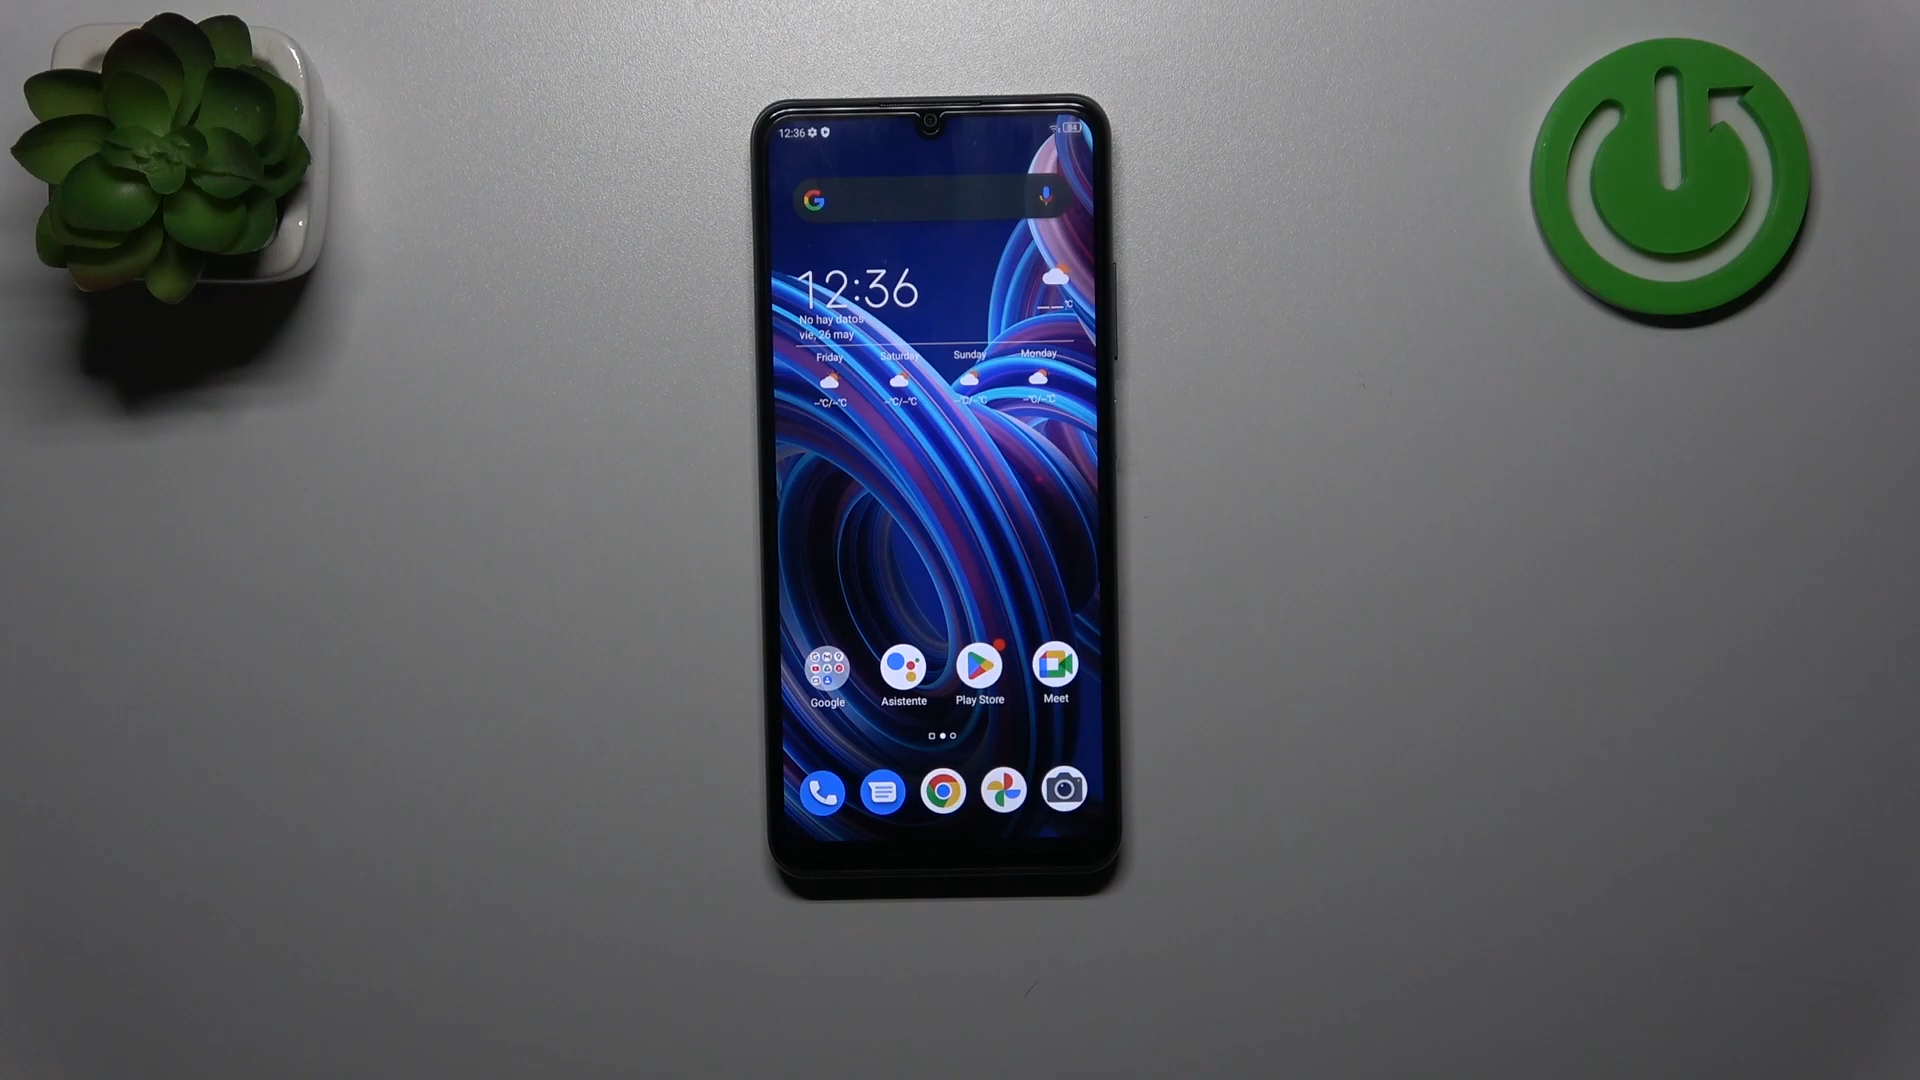 12:36
84
12:36
°C
No hay datos
vie, 26 may
Friday Saturday Sunday Monday
--°C/--°C --°C/--°C --°C/--°C --°C/--°C
Google Asistente Play Store Meet